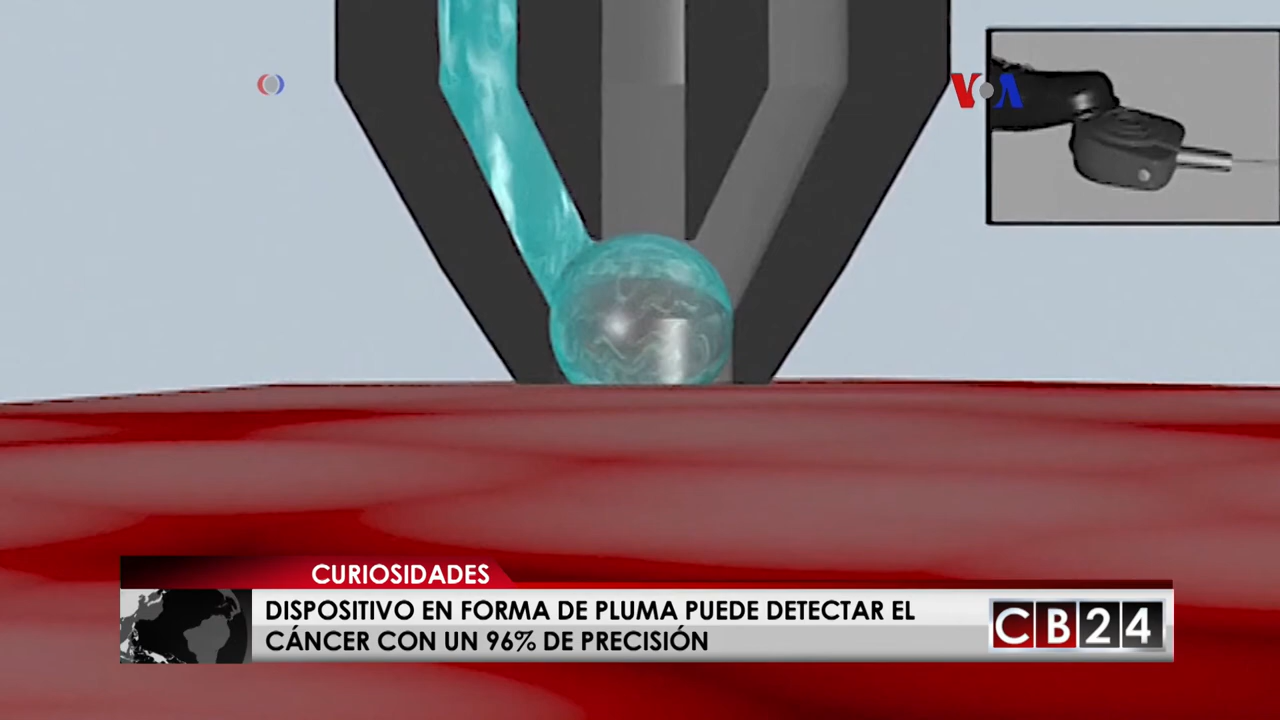 VOA
CURIOSIDADES
DISPOSITIVO EN FORMA DE PLUMA PUEDE DETECTAR EL
CÁNCER CON UN 96% DE PRECISIÓN
CB24